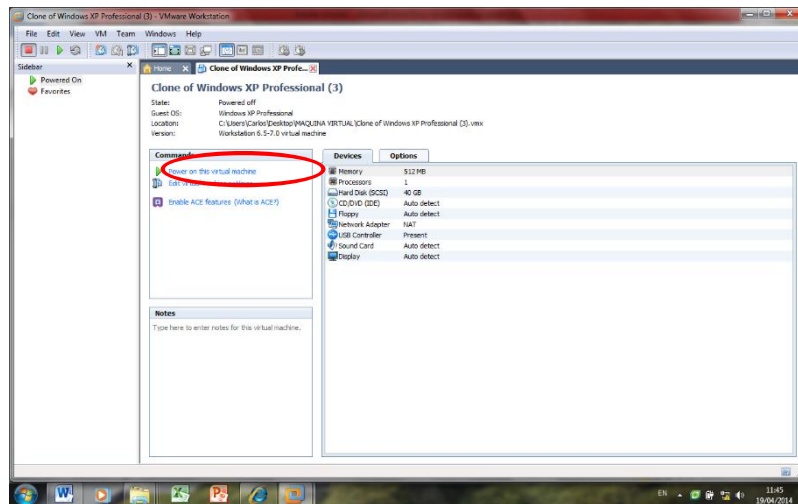 Clone of Windows XP Professional (3) - VMware Workstation
File Edit View VM Team Windows Help
Sidebar
Powered On
Favorites
Home
Clone of Windows XP Profe...
Clone of Windows XP Professional (3)
State: Powered off
Guest OS: Windows XP Professional
Location: C:\Users\Carlos\Desktop\MAQUINA VIRTUAL\Clone of Windows XP Professional (3).vmx
Version: Workstation 6.5-7.0 virtual machine
Commands
Power on this virtual machine
Edit
Enable ACE features (What is ACE?)
Devices Options
Memory 512 MB
Processors 1
Hard Disk (SCSI) 40 GB
CD/DVD (IDE) Auto detect
Floppy Auto detect
Network Adapter NAT
USB Controller Present
Sound Card Auto detect
Display Auto detect
Notes
Type here to enter notes for this virtual machine.
EN
11:45
19/04/2014